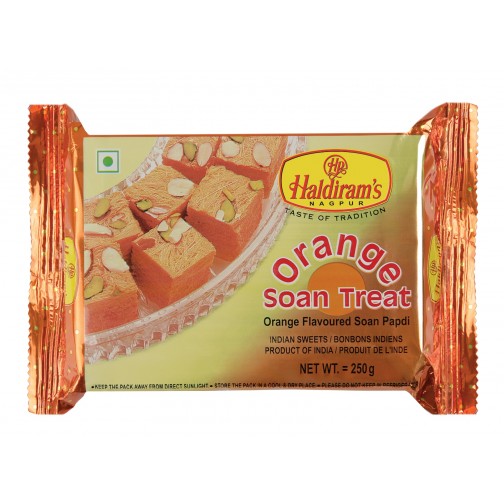 HR
Haldiram's
NAGPUR
TASTE OF TRADITION
Orange
Soan Treat
Orange Flavoured Soan Papdi
INDIAN SWEETS / BONBONS INDIENS
PRODUCT OF INDIA / PRODUIT DE L'INDE
NET WT. = 250 g
• KEEP THE PACK AWAY FROM DIRECT SUNLIGHT – STORE THE PACK IN A COOL & DRY PLACE – PLEASE DO NOT KEEP IN